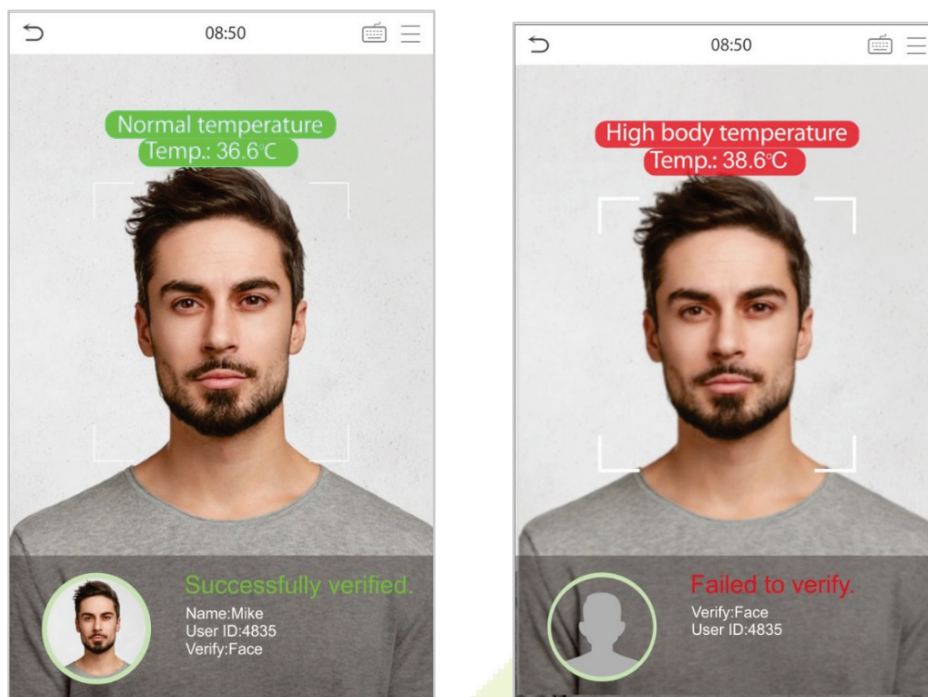 08:50
Normal temperature
Temp.: 36.6°C
Successfully verified.
Name:Mike
User ID:4835
Verify:Face
08:50
High body temperature
Temp.: 38.6°C
Failed to verify.
Verify:Face
User ID:4835